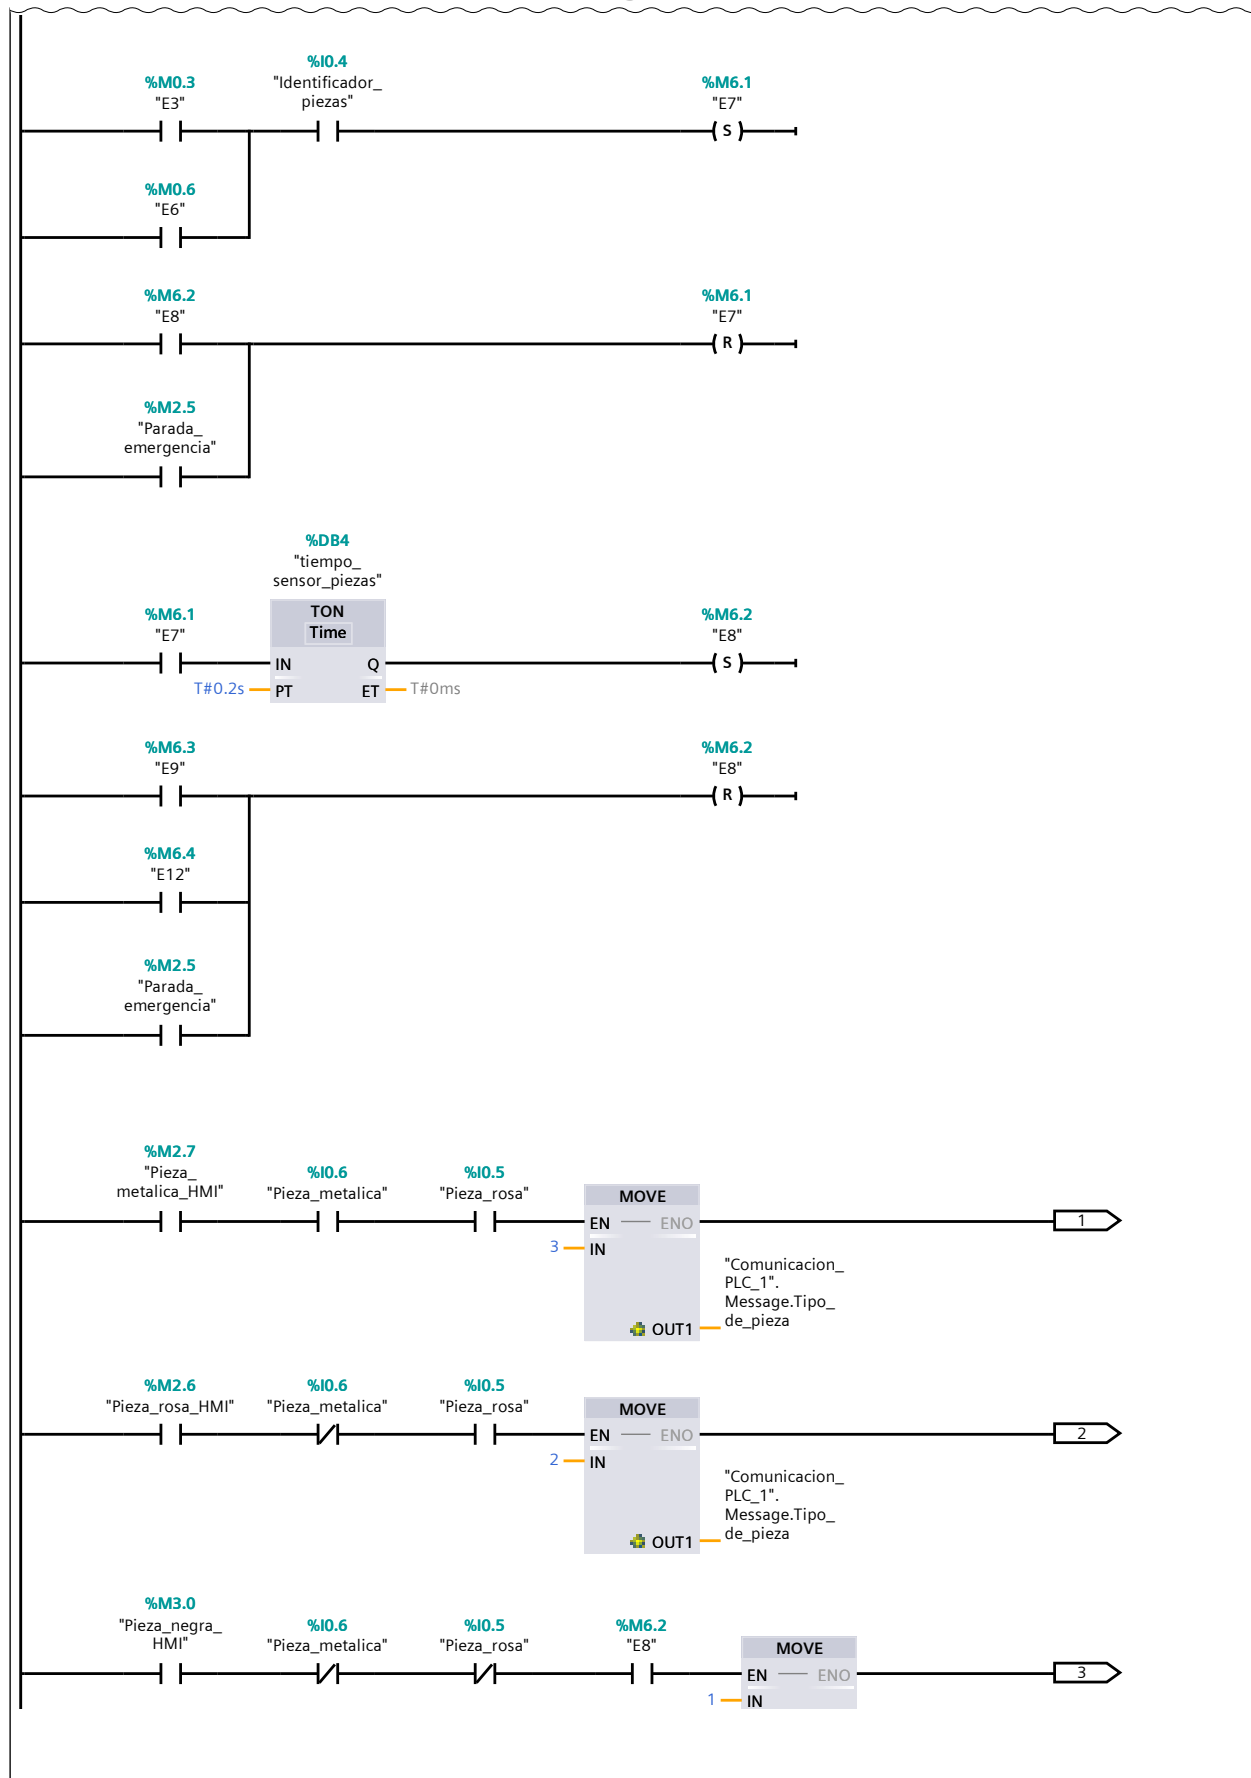 %M0.3
"E3"
%I0.4
"Identificador_
piezas"
%M6.1
"E7"
S
%M0.6
"E6"
%M6.2
"E8"
%M6.1
"E7"
R
%M2.5
"Parada_
emergencia"
%DB4
"tiempo_
sensor_piezas"
%M6.1
"E7"
TON
Time
%M6.2
"E8"
IN Q
S
T#0.2s PT ET T#0ms
%M6.3
"E9"
%M6.2
"E8"
R
%M6.4
"E12"
%M2.5
"Parada_
emergencia"
%M2.7
"Pieza_
metalica_HMI"
%I0.6
"Pieza_metalica"
%I0.5
"Pieza_rosa"
MOVE
EN ENO
1
3 IN
"Comunicacion_
PLC_1".
Message.Tipo_
de_pieza
OUT1
%M2.6
"Pieza_rosa_HMI"
%I0.6
"Pieza_metalica"
%I0.5
"Pieza_rosa"
MOVE
EN ENO
2
2 IN
"Comunicacion_
PLC_1".
Message.Tipo_
de_pieza
OUT1
%M3.0
"Pieza_negra_
HMI"
%I0.6
"Pieza_metalica"
%I0.5
"Pieza_rosa"
%M6.2
"E8"
MOVE
EN ENO
3
1 IN